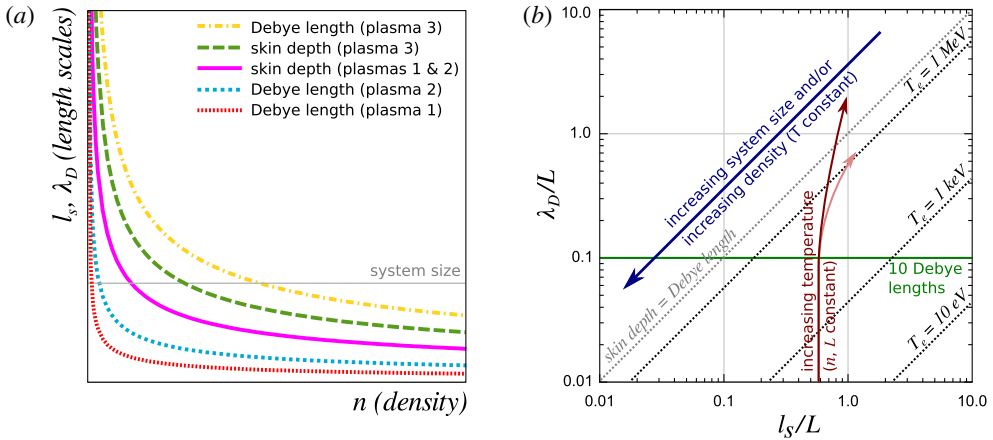 (a)
l_s, λ_D (length scales)
Debye length (plasma 3)
skin depth (plasma 3)
skin depth (plasmas 1 & 2)
Debye length (plasma 2)
Debye length (plasma 1)
system size
n (density)
(b)
λ_D/L
10.0
1.0
0.1
0.01
increasing system size and/or
increasing density (T constant)
skin depth = Debye length
increasing temperature
(n, L constant)
T_e = 1 MeV
T_e = 1 keV
T_e = 10 eV
10 Debye
lengths
0.01
0.1
1.0
10.0
l_s/L